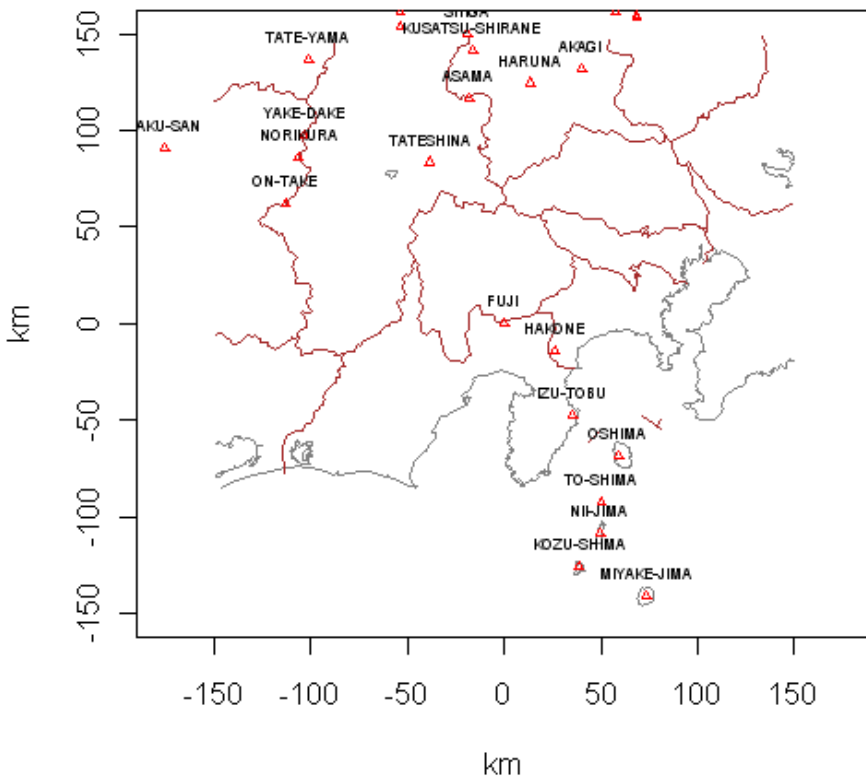 SHIGA
KUSATSU-SHIRANE
TATE-YAMA
AKAGI
HARUNA
ASAMA
YAKE-DAKE
AKU-SAN
NORIKURA
TATESHINA
ON-TAKE
FUJI
HAKONE
IZU-TOBU
OSHIMA
TO-SHIMA
NII-JIMA
KOZU-SHIMA
MIYAKE-JIMA
150
100
50
0
-50
-100
-150
km
-150 -100 -50 0 50 100 150
km